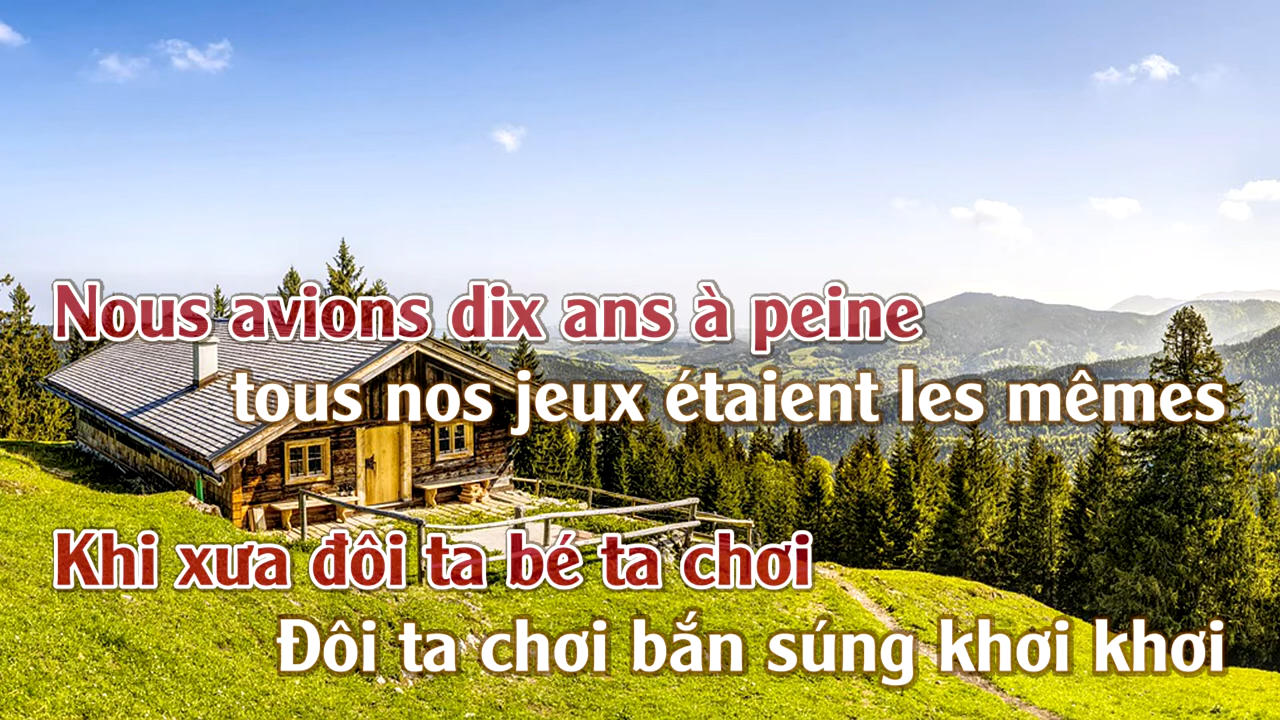 Nous avions dix ans à peine
tous nos jeux étaient les mêmes
Khi xưa đôi ta bé ta chơi
Đôi ta chơi bắn súng khơi khơi